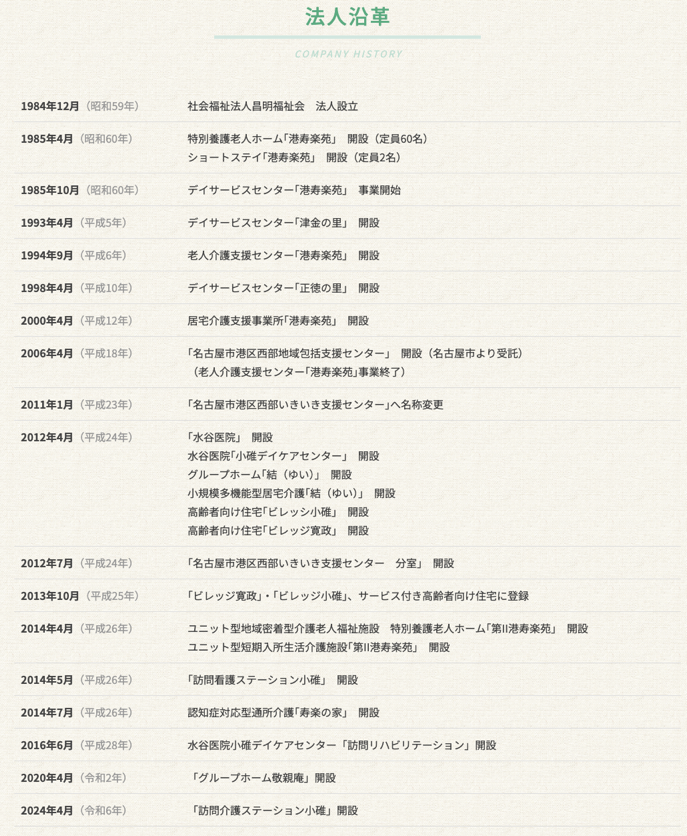 法人沿革
COMPANY HISTORY
1984年12月（昭和59年） 社会福祉法人昌明福祉会　法人設立
1985年4月（昭和60年） 特別養護老人ホーム「港寿楽苑」　開設（定員60名）
ショートステイ「港寿楽苑」　開設（定員2名）
1985年10月（昭和60年） デイサービスセンター「港寿楽苑」　事業開始
1993年4月（平成5年） デイサービスセンター「津金の里」　開設
1994年9月（平成6年） 老人介護支援センター「港寿楽苑」　開設
1998年4月（平成10年） デイサービスセンター「正徳の里」　開設
2000年4月（平成12年） 居宅介護支援事業所「港寿楽苑」　開設
2006年4月（平成18年） 「名古屋市港区西部地域包括支援センター」　開設（名古屋市より受託）
（老人介護支援センター「港寿楽苑」事業終了）
2011年1月（平成23年） 「名古屋市港区西部いきいき支援センター」へ名称変更
2012年4月（平成24年） 「水谷医院」　開設
水谷医院「小碓デイケアセンター」　開設
グループホーム「結（ゆい）」　開設
小規模多機能型居宅介護「結（ゆい）」　開設
高齢者向け住宅「ビレッシ小碓」　開設
高齢者向け住宅「ビレッジ寛政」　開設
2012年7月（平成24年） 「名古屋市港区西部いきいき支援センター　分室」　開設
2013年10月（平成25年） 「ビレッジ寛政」・「ビレッジ小碓」、サービス付き高齢者向け住宅に登録
2014年4月（平成26年） ユニット型地域密着型介護老人福祉施設　特別養護老人ホーム「第II港寿楽苑」　開設
ユニット型短期入所生活介護施設「第II港寿楽苑」　開設
2014年5月（平成26年） 「訪問看護ステーション小碓」　開設
2014年7月（平成26年） 認知症対応型通所介護「寿楽の家」　開設
2016年6月（平成28年） 水谷医院小碓デイケアセンター「訪問リハビリテーション」開設
2020年4月（令和2年） 「グループホーム敬親庵」開設
2024年4月（令和6年） 「訪問介護ステーション小碓」開設